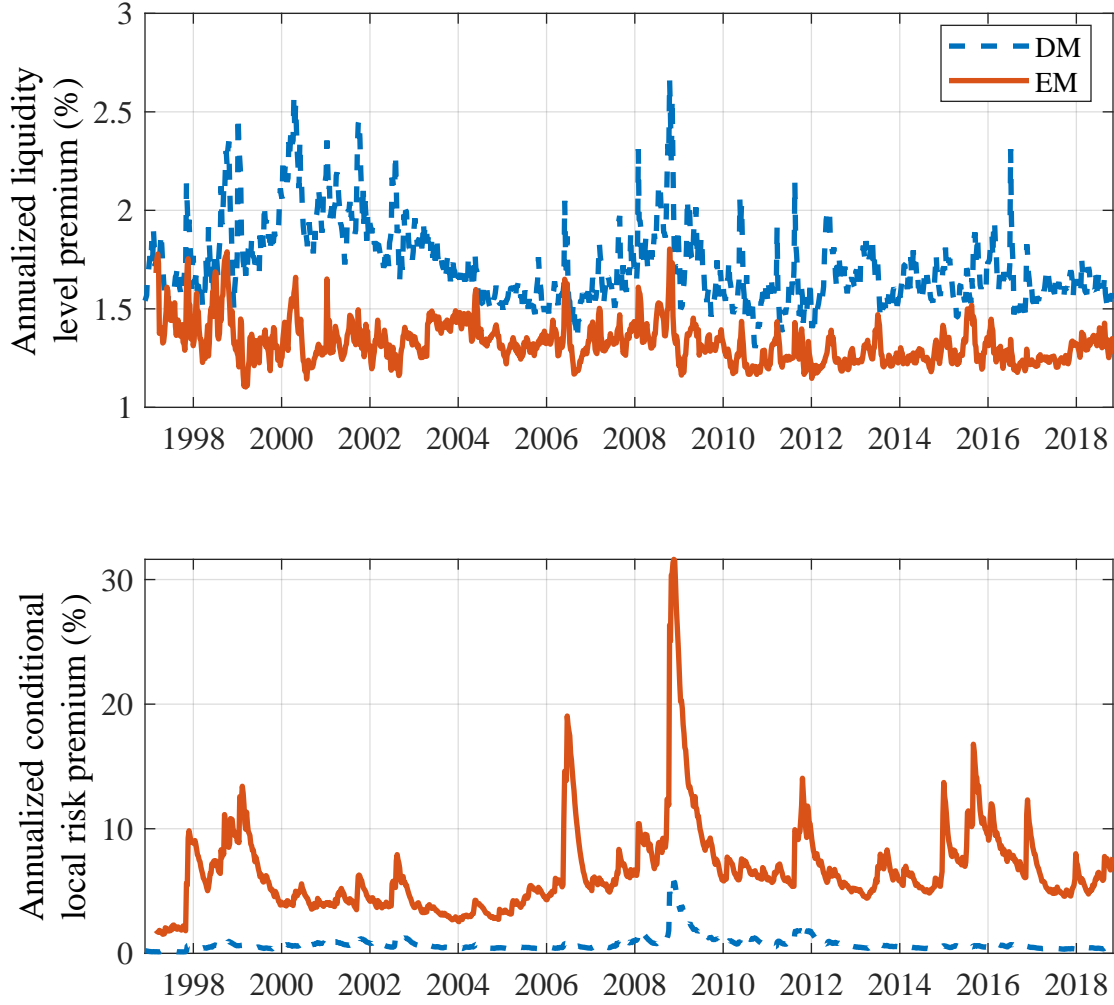 3
2.5
2
1.5
1
Annualized liquidity
level premium (%)
DM
EM
1998 2000 2002 2004 2006 2008 2010 2012 2014 2016 2018
30
20
10
0
Annualized conditional
local risk premium (%)
1998 2000 2002 2004 2006 2008 2010 2012 2014 2016 2018